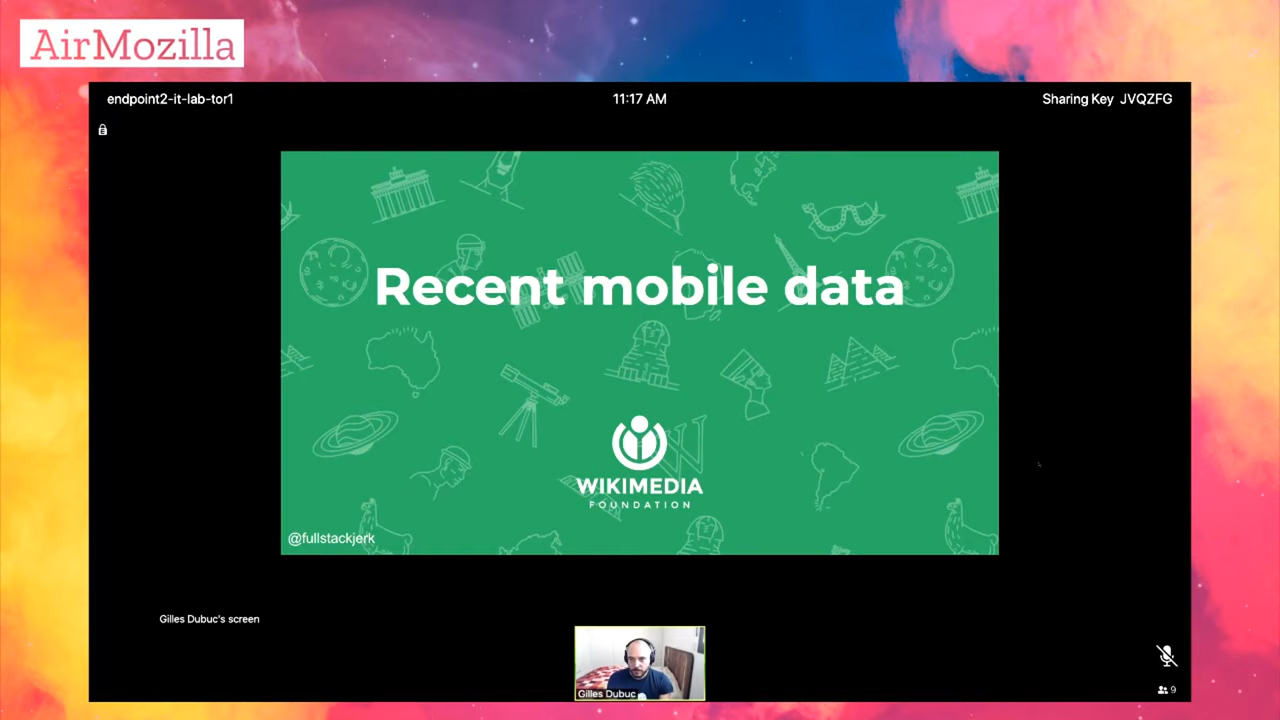 AirMozilla
endpoint2-it-lab-tor1
11:17 AM
Sharing Key JVQZFG
Recent mobile data
W
WIKIMEDIA
FOUNDATION
@fullstackjerk
Gilles Dubuc's screen
Gilles Dubuc
9